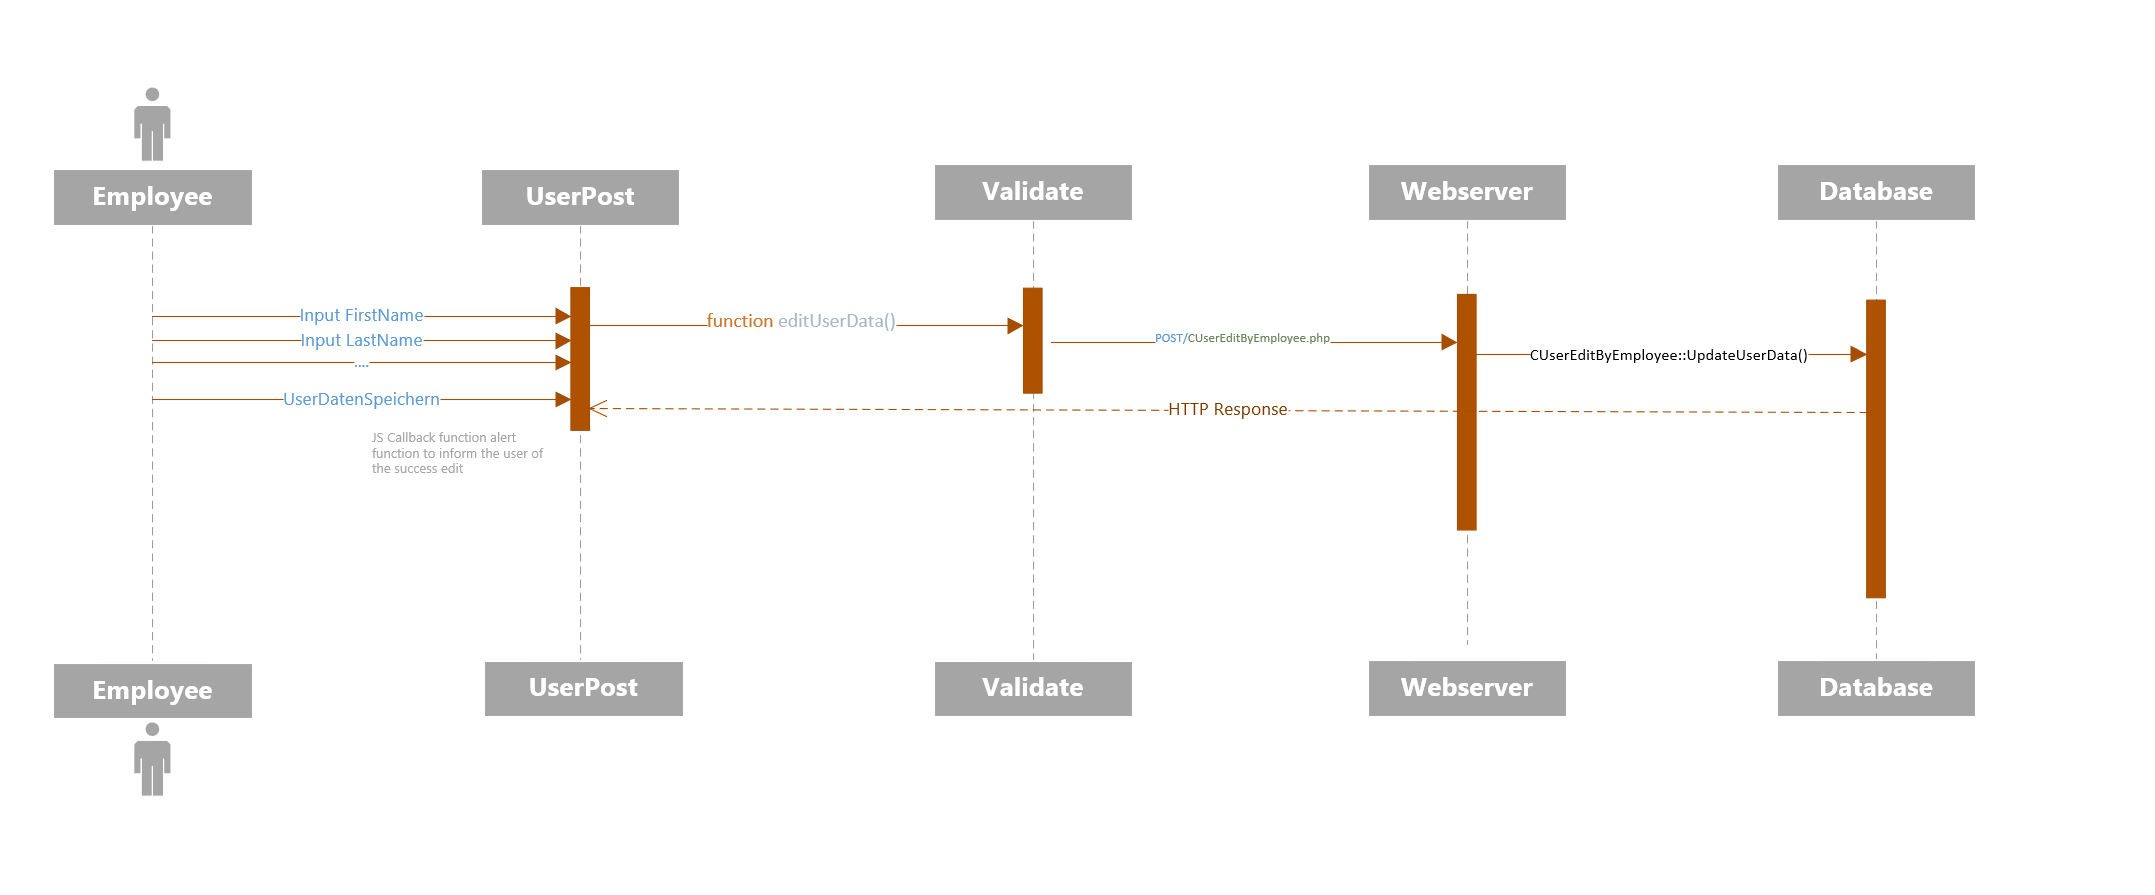 Employee
UserPost
Validate
Webserver
Database
Input FirstName
function editUserData()
Input LastName
POST/CUserEditByEmployee.php
CUserEditByEmployee::UpdateUserData()
....
UserDatenSpeichern
HTTP Response
JS Callback function alert
function to inform the user of
the success edit
Employee
UserPost
Validate
Webserver
Database